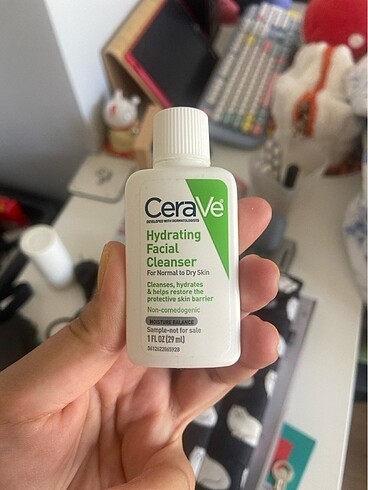 CeraVe
DEVELOPED WITH DERMATOLOGISTS
Hydrating
Facial
Cleanser
For Normal to Dry Skin
Cleanses, hydrates
& helps restore the
protective skin barrier
Non-comedogenic
MOISTURE BALANCE
Sample-not for sale
1 FL OZ (29 ml)